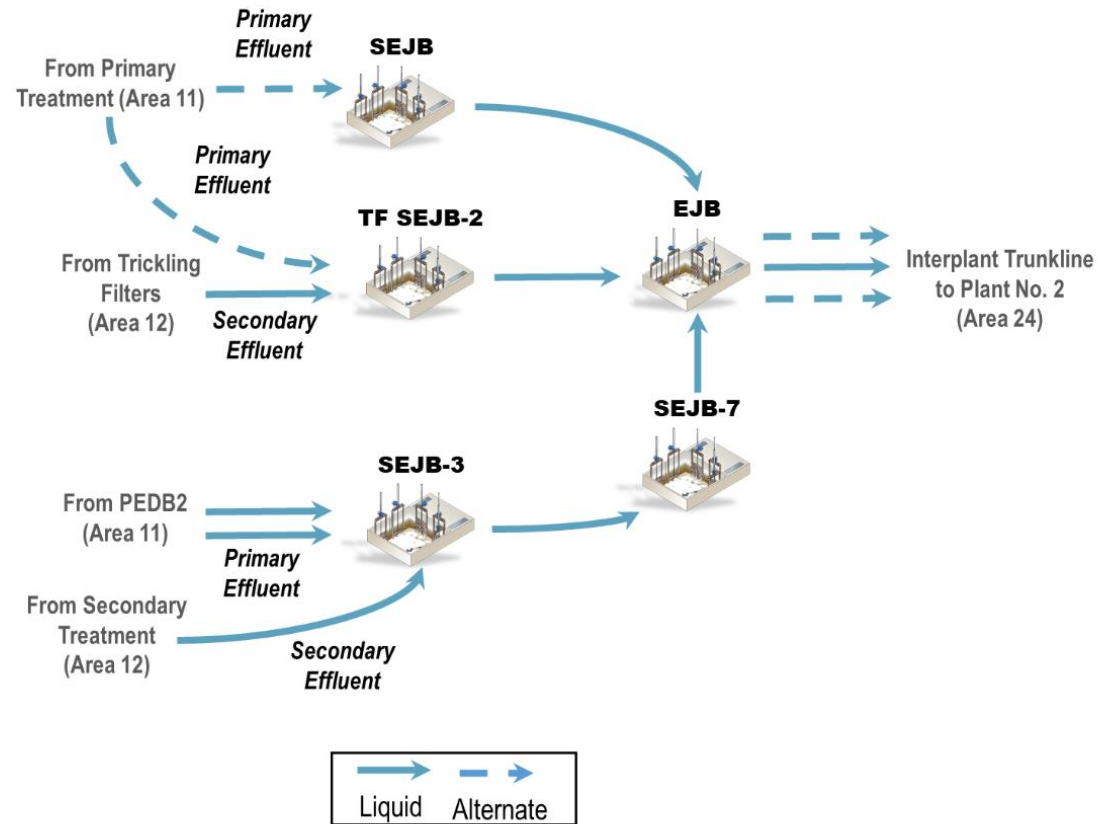 Primary
Effluent
SEJB
From Primary
Treatment (Area 11)
Primary
Effluent
TF SEJB-2
EJB
From Trickling
Filters
(Area 12)
Secondary
Effluent
Interplant Trunkline
to Plant No. 2
(Area 24)
SEJB-7
SEJB-3
From PEDB2
(Area 11)
Primary
Effluent
From Secondary
Treatment
(Area 12)
Secondary
Effluent
Liquid
Alternate